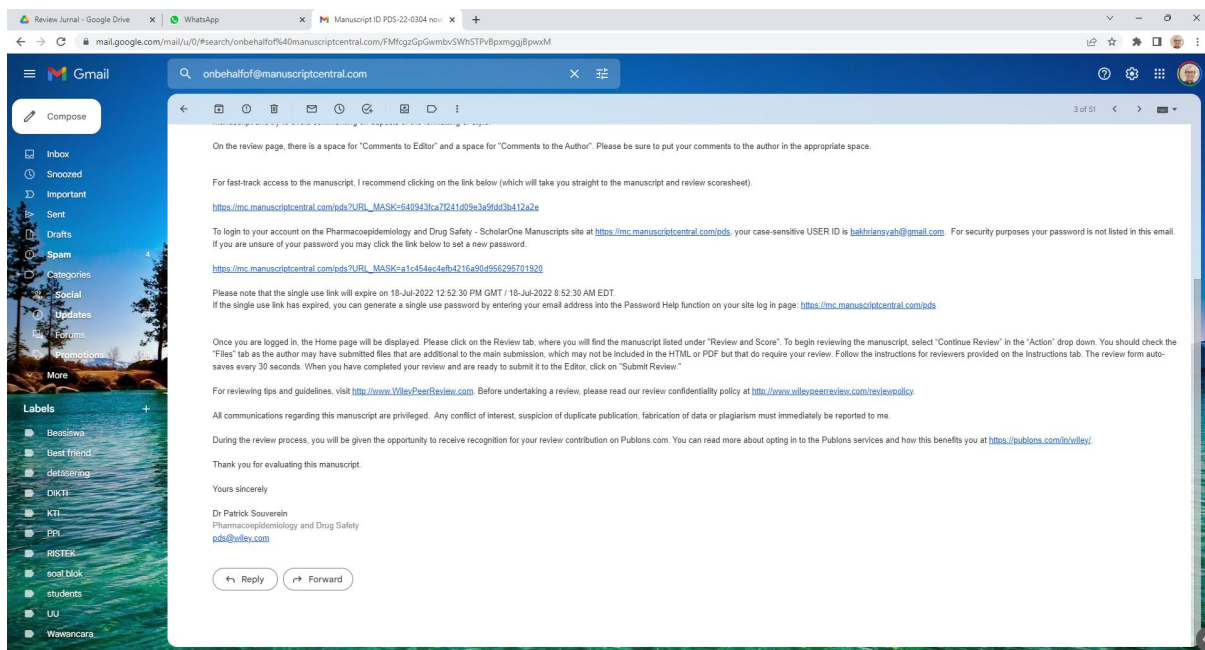 Review Jurnal - Google Drive
WhatsApp
Manuscript ID PDS-22-0304 now
mail.google.com/mail/u/0/#search/onbehalfof%40manuscriptcentral.com/FMfcgzGpGwmbvSWhSTPvBpxmggjBpwxM
Gmail
onbehalfof@manuscriptcentral.com
Compose
3 of 51
Inbox
Snoozed
Important
Sent
Drafts
Spam 4
Categories
Social
Updates
Forums
Promotions
More
Labels
Beasiswa
Best friend
detasering
DIKTI
KTI
PPI
RISTEK
soal blok
students
UU
Wawancara
On the review page, there is a space for "Comments to Editor" and a space for "Comments to the Author". Please be sure to put your comments to the author in the appropriate space.
For fast-track access to the manuscript, I recommend clicking on the link below (which will take you straight to the manuscript and review scoresheet).
https://mc.manuscriptcentral.com/pds?URL_MASK=640943fca7f241d09e3a9fdd3b412a2e
To login to your account on the Pharmacoepidemiology and Drug Safety - ScholarOne Manuscripts site at https://mc.manuscriptcentral.com/pds, your case-sensitive USER ID is bakhriansyah@gmail.com. For security purposes your password is not listed in this email.
If you are unsure of your password you may click the link below to set a new password.
https://mc.manuscriptcentral.com/pds?URL_MASK=a1c454ec4efb4216a90d956295701920
Please note that the single use link will expire on 18-Jul-2022 12:52:30 PM GMT / 18-Jul-2022 8:52:30 AM EDT.
If the single use link has expired, you can generate a single use password by entering your email address into the Password Help function on your site log in page: https://mc.manuscriptcentral.com/pds
Once you are logged in, the Home page will be displayed. Please click on the Review tab, where you will find the manuscript listed under "Review and Score". To begin reviewing the manuscript, select "Continue Review" in the "Action" drop down. You should check the
"Files" tab as the author may have submitted files that are additional to the main submission, which may not be included in the HTML or PDF but that do require your review. Follow the instructions for reviewers provided on the Instructions tab. The review form auto-
saves every 30 seconds. When you have completed your review and are ready to submit it to the Editor, click on "Submit Review."
For reviewing tips and guidelines, visit http://www.WileyPeerReview.com. Before undertaking a review, please read our review confidentiality policy at http://www.wileypeerreview.com/reviewpolicy.
All communications regarding this manuscript are privileged. Any conflict of interest, suspicion of duplicate publication, fabrication of data or plagiarism must immediately be reported to me.
During the review process, you will be given the opportunity to receive recognition for your review contribution on Publons.com. You can read more about opting in to the Publons services and how this benefits you at https://publons.com/in/wiley/.
Thank you for evaluating this manuscript.
Yours sincerely
Dr Patrick Souverein
Pharmacoepidemiology and Drug Safety
pds@wiley.com
Reply
Forward